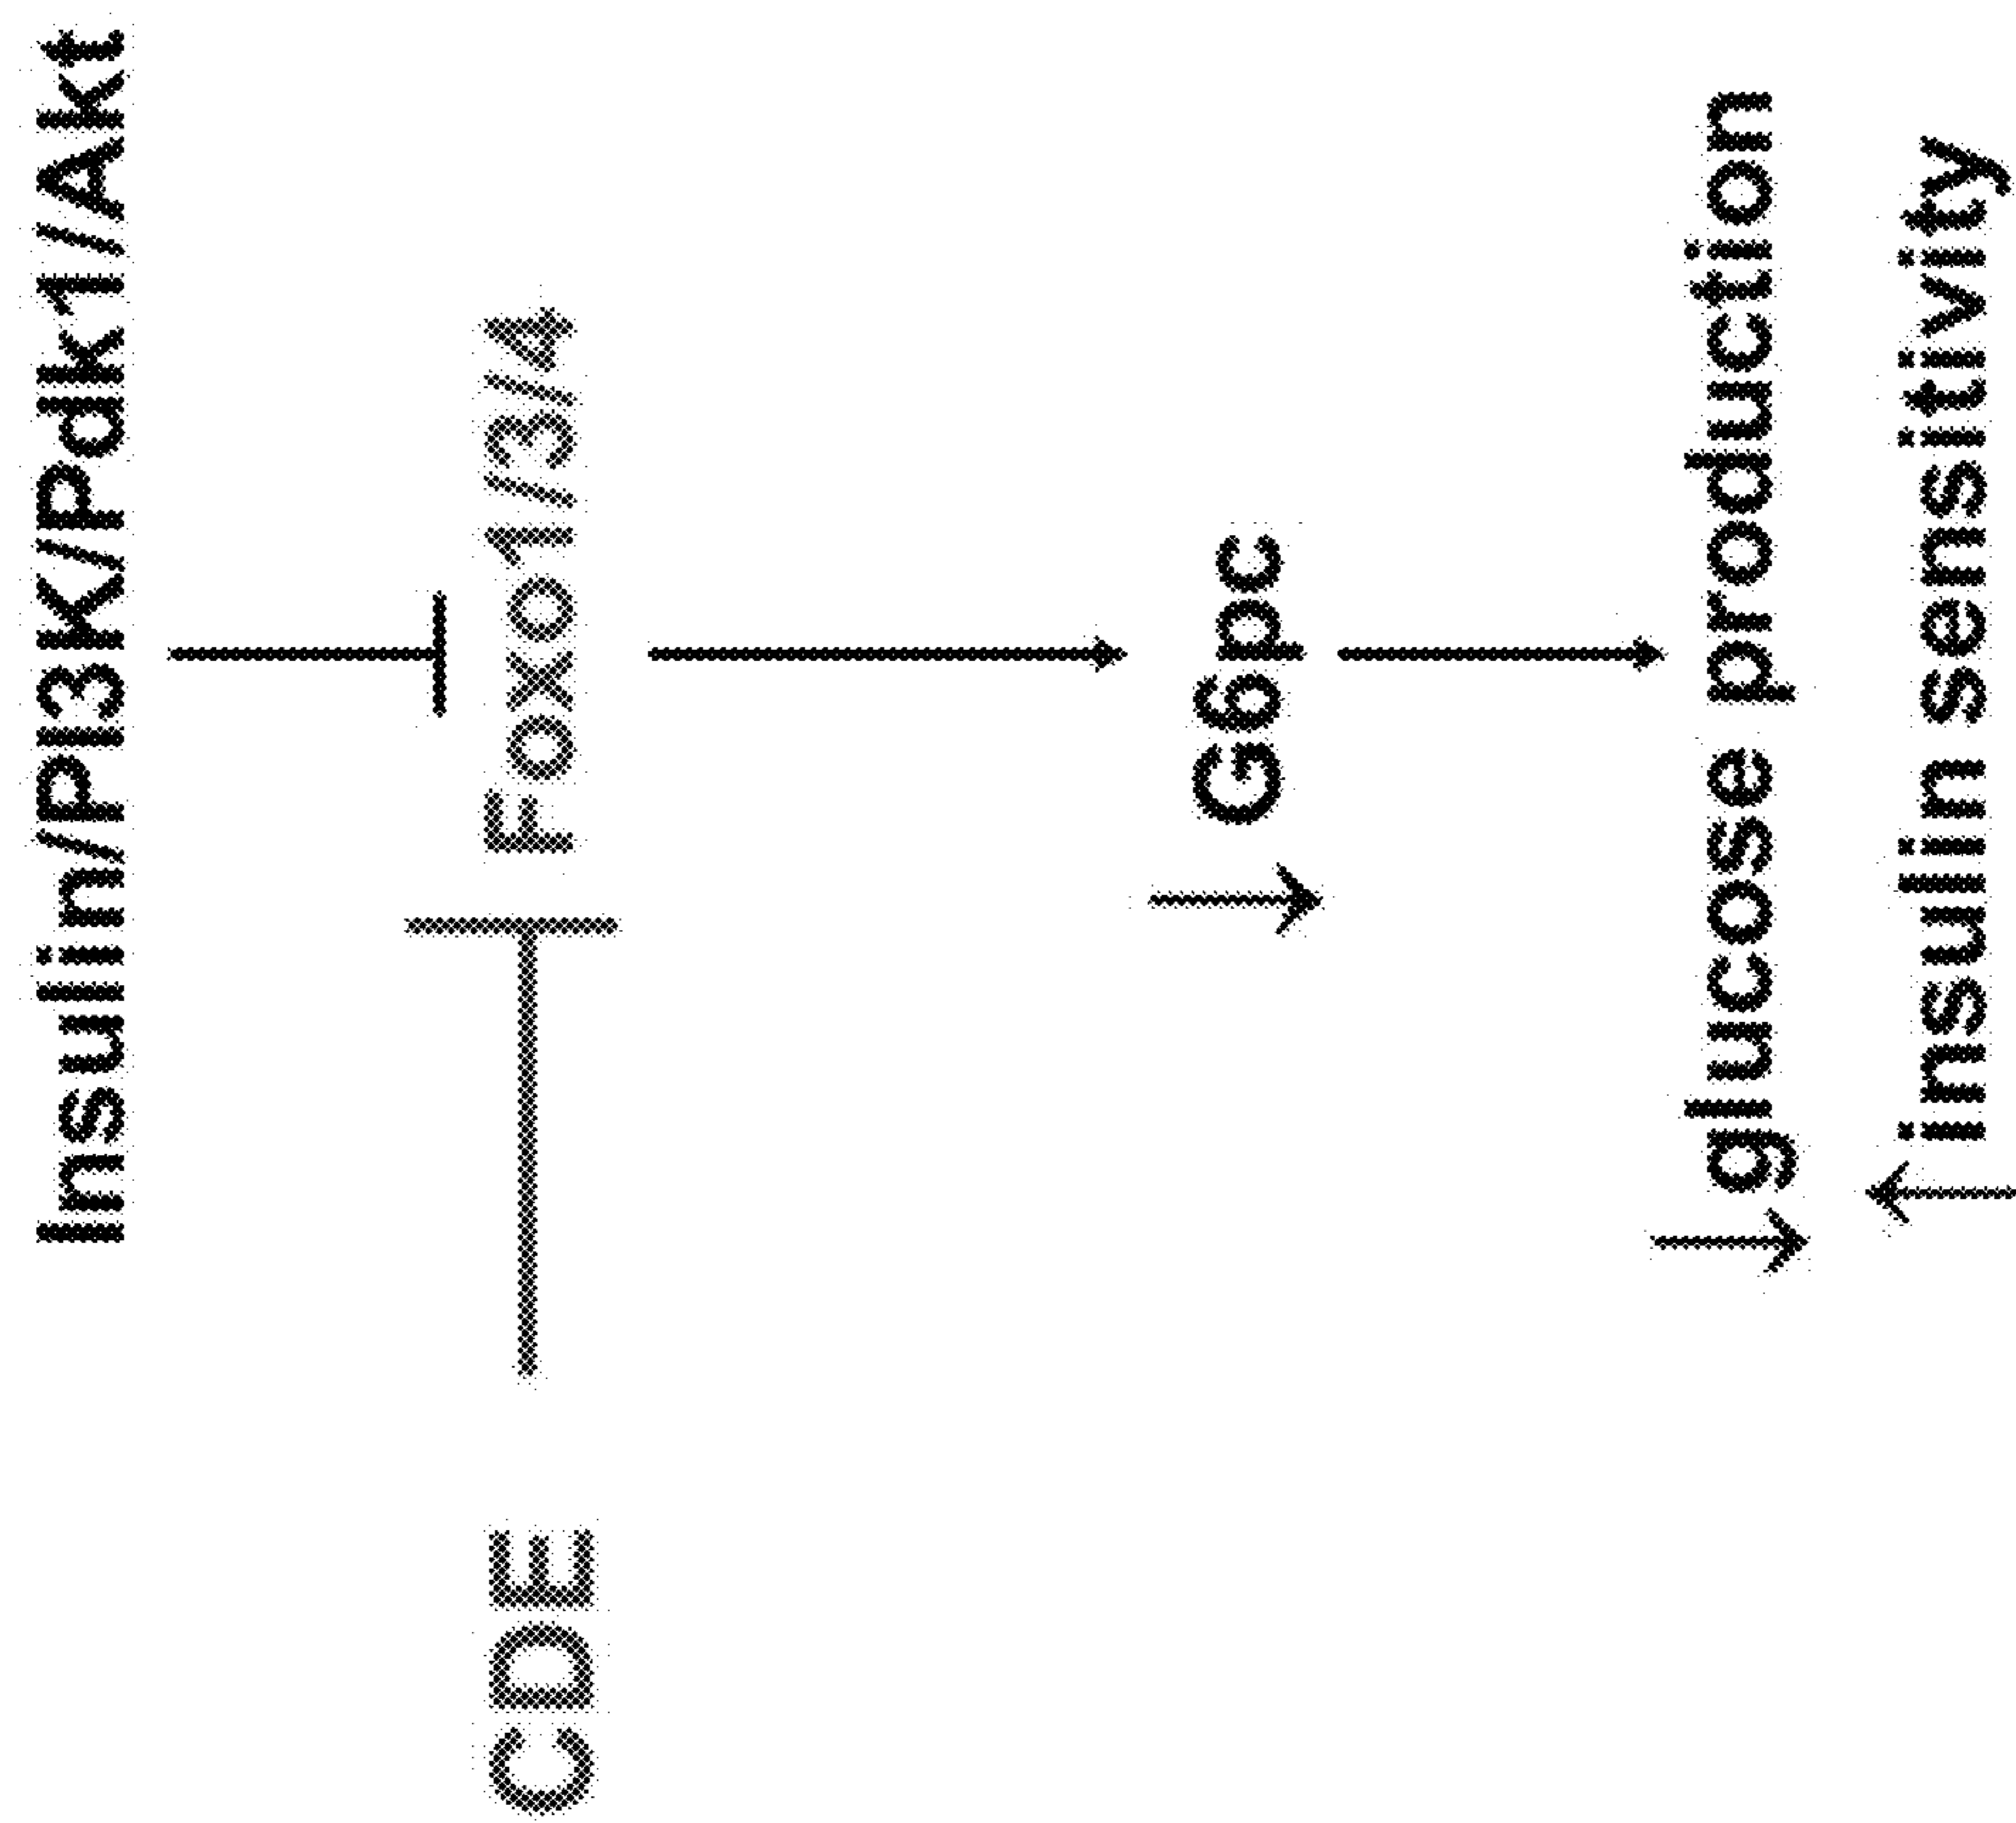 Insulin/PI3K/Pdk1/Akt
CDE
Foxo1/3/4
G6pc
glucose production
insulin sensitivity